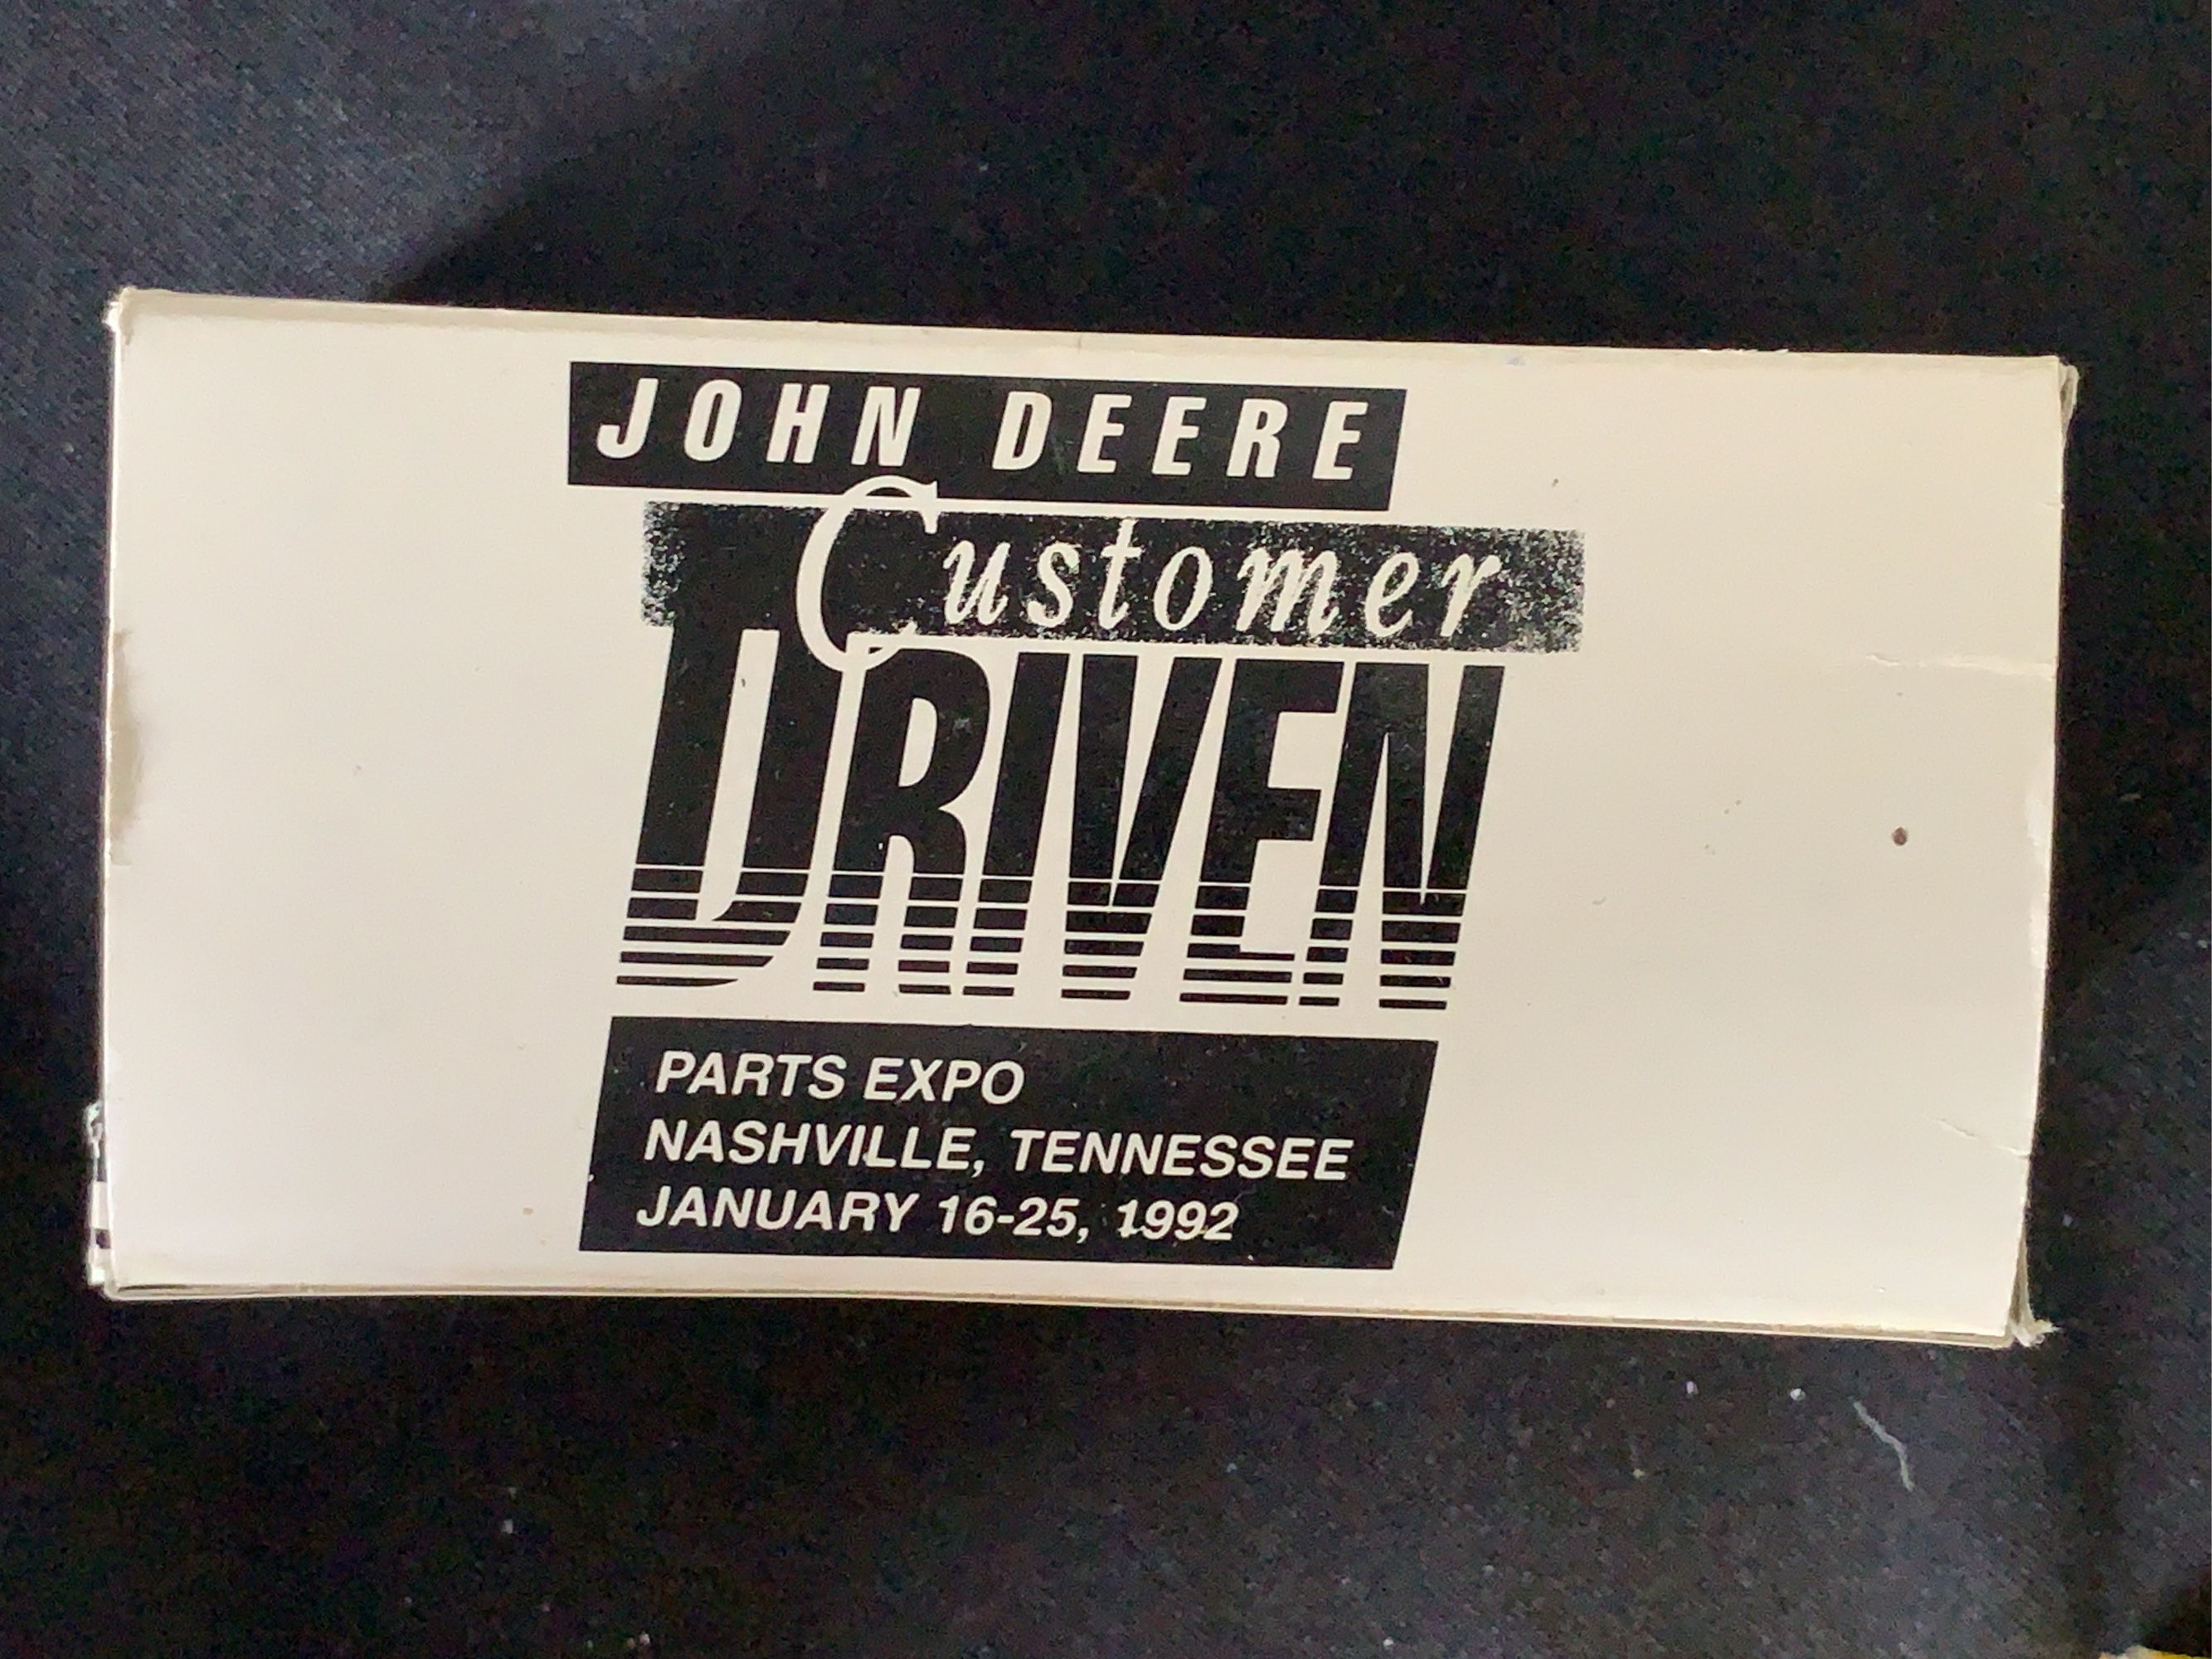 JOHN DEERE
Customer
DRIVEN
PARTS EXPO
NASHVILLE, TENNESSEE
JANUARY 16-25, 1992